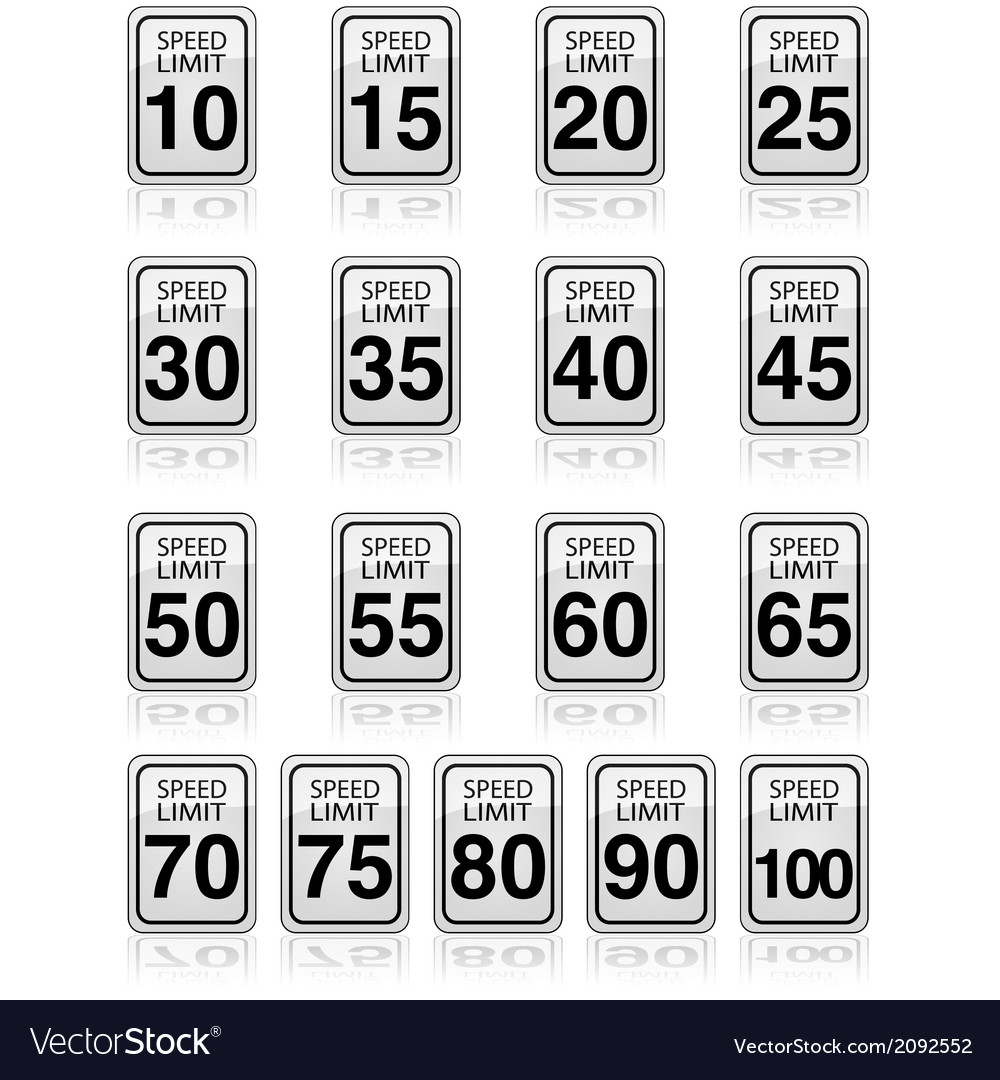 SPEED SPEED SPEED SPEED
LIMIT LIMIT LIMIT LIMIT
10 15 20 25
SPEED SPEED SPEED SPEED
LIMIT LIMIT LIMIT LIMIT
30 35 40 45
SPEED SPEED SPEED SPEED
LIMIT LIMIT LIMIT LIMIT
50 55 60 65
SPEED SPEED SPEED SPEED SPEED
LIMIT LIMIT LIMIT LIMIT LIMIT
70 75 80 90 100
VectorStock® VectorStock.com/2092552